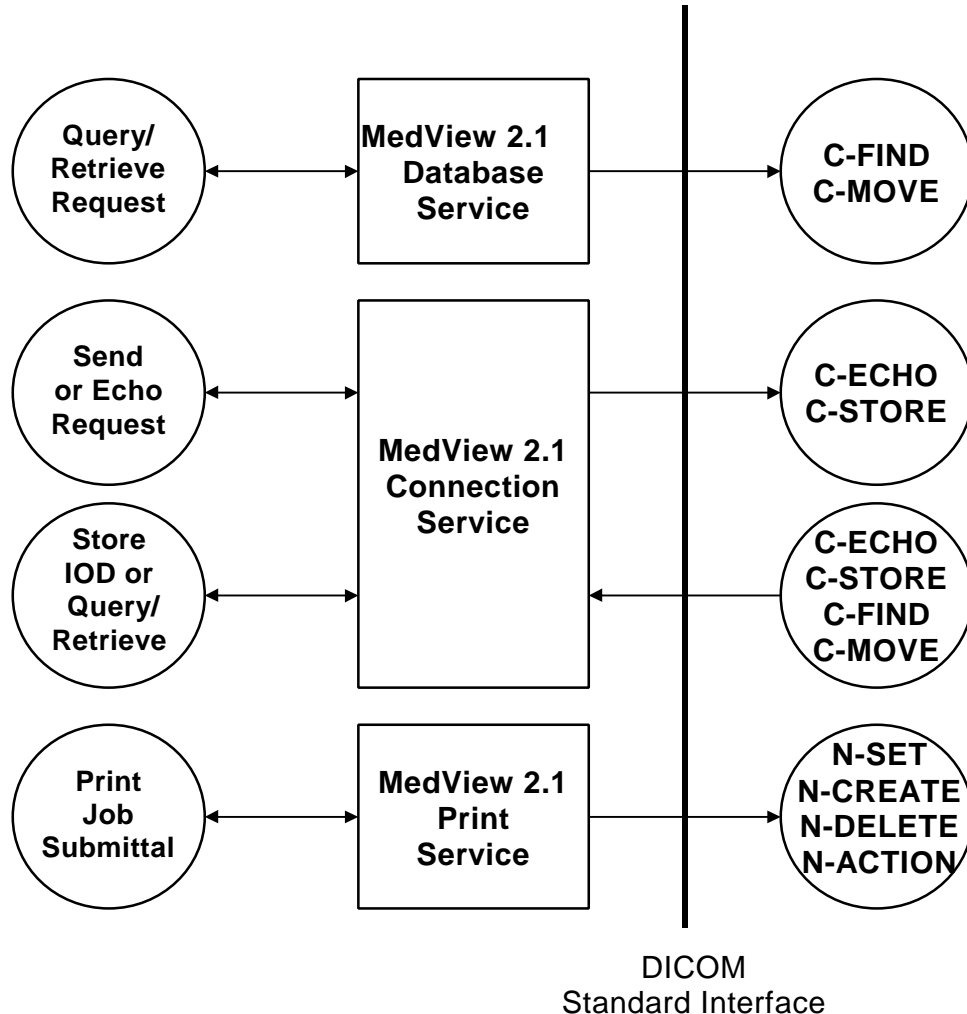 Query/
Retrieve
Request
MedView 2.1
Database
Service
C-FIND
C-MOVE
Send
or Echo
Request
MedView 2.1
Connection
Service
C-ECHO
C-STORE
Store
IOD or
Query/
Retrieve
C-ECHO
C-STORE
C-FIND
C-MOVE
Print
Job
Submittal
MedView 2.1
Print
Service
N-SET
N-CREATE
N-DELETE
N-ACTION
DICOM
Standard Interface